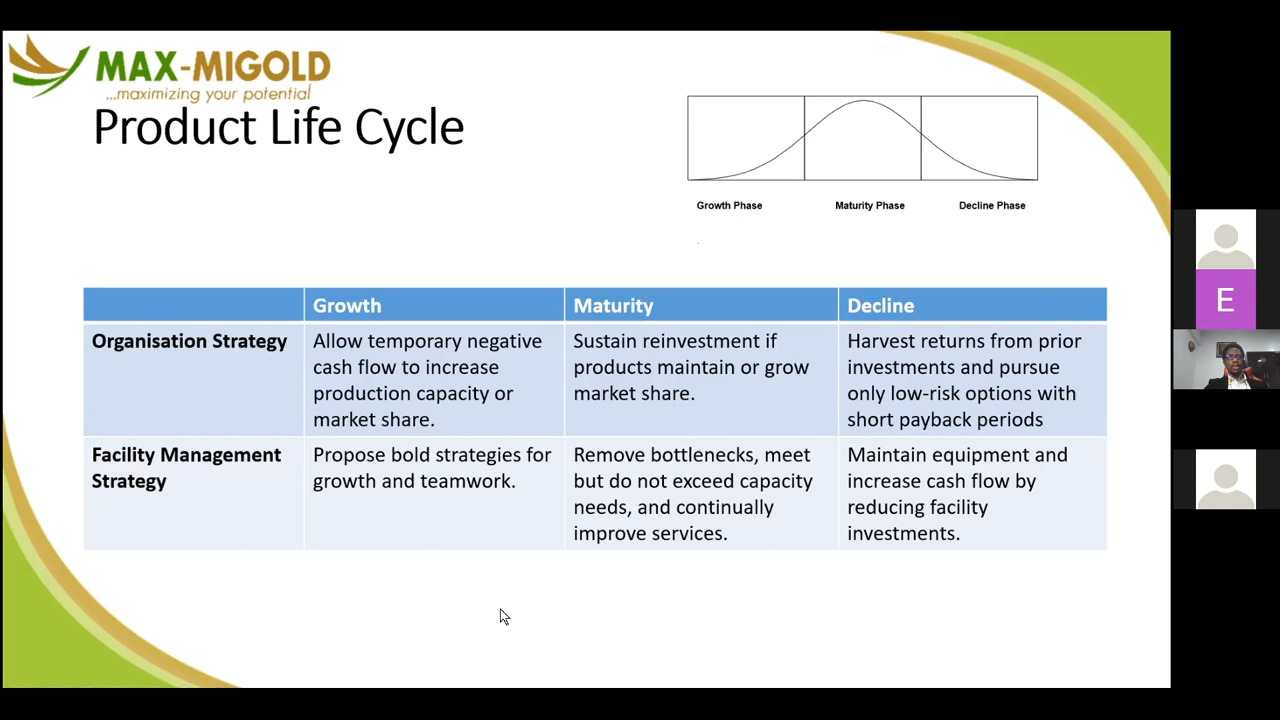 MAX-MIGOLD
...maximizing your potential
Product Life Cycle
Growth Phase
Maturity Phase
Decline Phase
Growth
Maturity
Decline
Organisation Strategy
Allow temporary negative
cash flow to increase
production capacity or
market share.
Sustain reinvestment if
products maintain or grow
market share.
Harvest returns from prior
investments and pursue
only low-risk options with
short payback periods
Facility Management
Strategy
Propose bold strategies for
growth and teamwork.
Remove bottlenecks, meet
but do not exceed capacity
needs, and continually
improve services.
Maintain equipment and
increase cash flow by
reducing facility
investments.
E